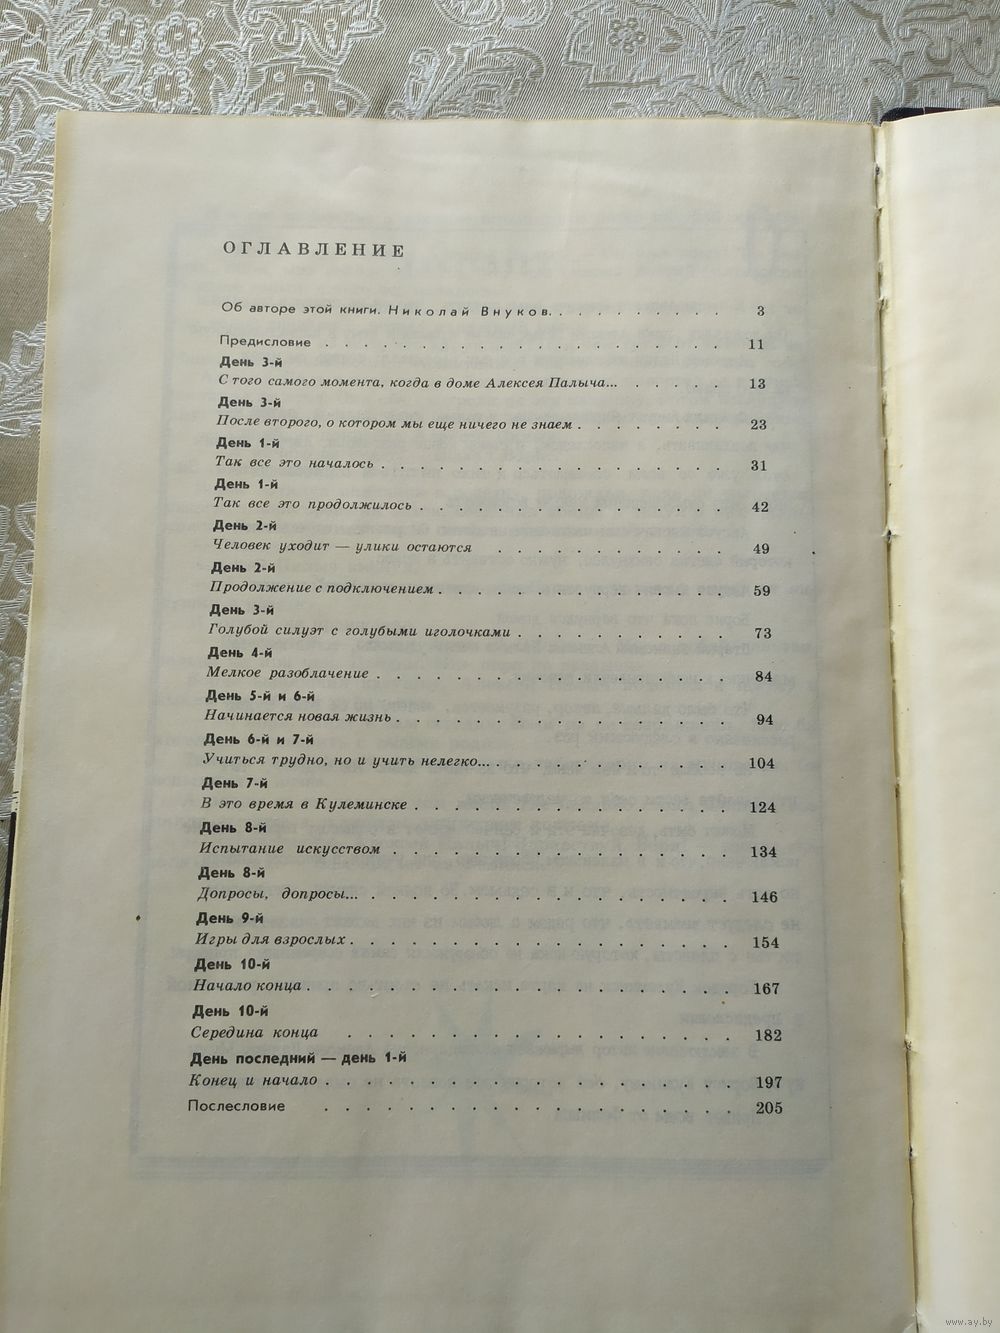 ОГЛАВЛЕНИЕ
Об авторе этой книги. Николай Внуков. . . . . . . . . . 3
Предисловие . . . . . . . . . . . . . . . . . . . . 11
День 3-й
С того самого момента, когда в доме Алексея Палыча... . . . . . 13
День 3-й
После второго, о котором мы еще ничего не знаем . . . . . . . 23
День 1-й
Так все это началось . . . . . . . . . . . . . . . . . 31
День 1-й
Так все это продолжилось . . . . . . . . . . . . . . . 42
День 2-й
Человек уходит — улики остаются . . . . . . . . . . . 49
День 2-й
Продолжение с подключением . . . . . . . . . . . . . . 59
День 3-й
Голубой силуэт с голубыми иголочками . . . . . . . . . . 73
День 4-й
Мелкое разоблачение . . . . . . . . . . . . . . . . . 84
День 5-й и 6-й
Начинается новая жизнь . . . . . . . . . . . . . . . . 94
День 6-й и 7-й
Учиться трудно, но и учить нелегко... . . . . . . . . . . . 104
День 7-й
В это время в Кулеминске . . . . . . . . . . . . . . . 124
День 8-й
Испытание искусством . . . . . . . . . . . . . . . . 134
День 8-й
Допросы, допросы... . . . . . . . . . . . . . . . . . 146
День 9-й
Игры для взрослых . . . . . . . . . . . . . . . . . . 154
День 10-й
Начало конца . . . . . . . . . . . . . . . . . . . . 167
День 10-й
Середина конца . . . . . . . . . . . . . . . . . . 182
День последний — день 1-й
Конец и начало . . . . . . . . . . . . . . . . . . . 197
Послесловие . . . . . . . . . . . . . . . . . . . 205
www.ay.by